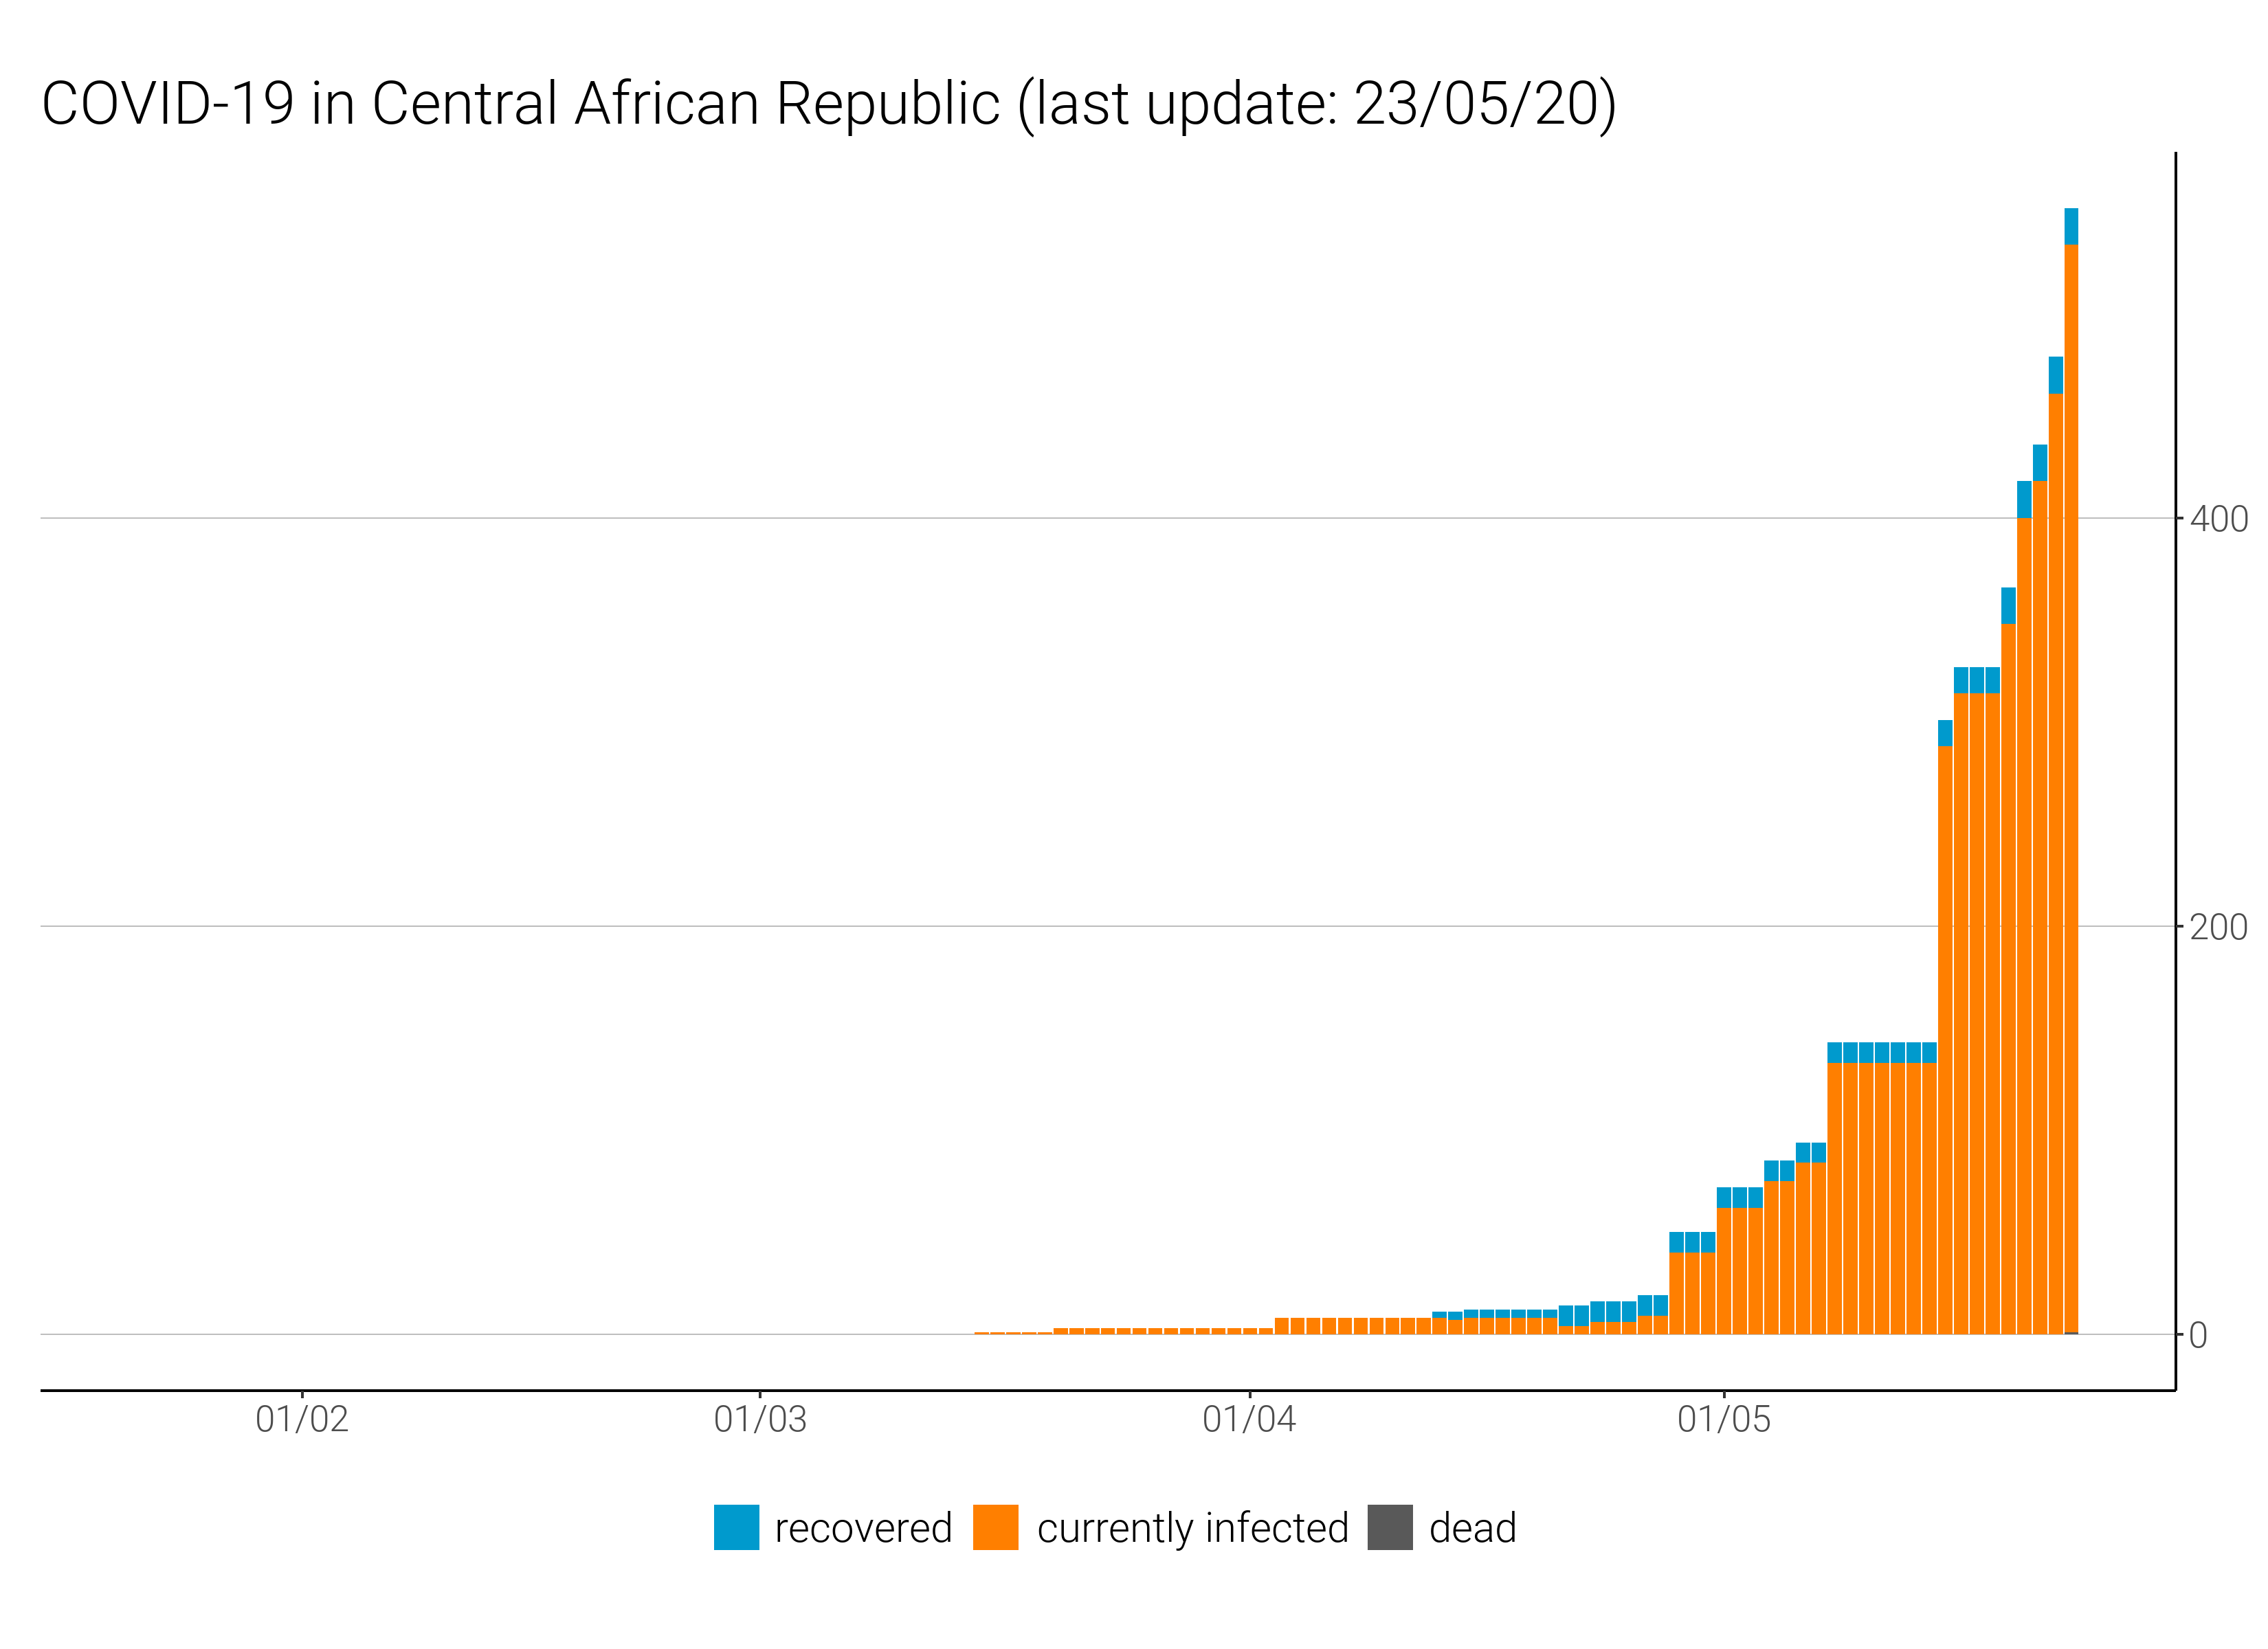 COVID-19 in Central African Republic (last update: 23/05/20)
400
200
0
01/02 01/03 01/04 01/05
recovered currently infected dead